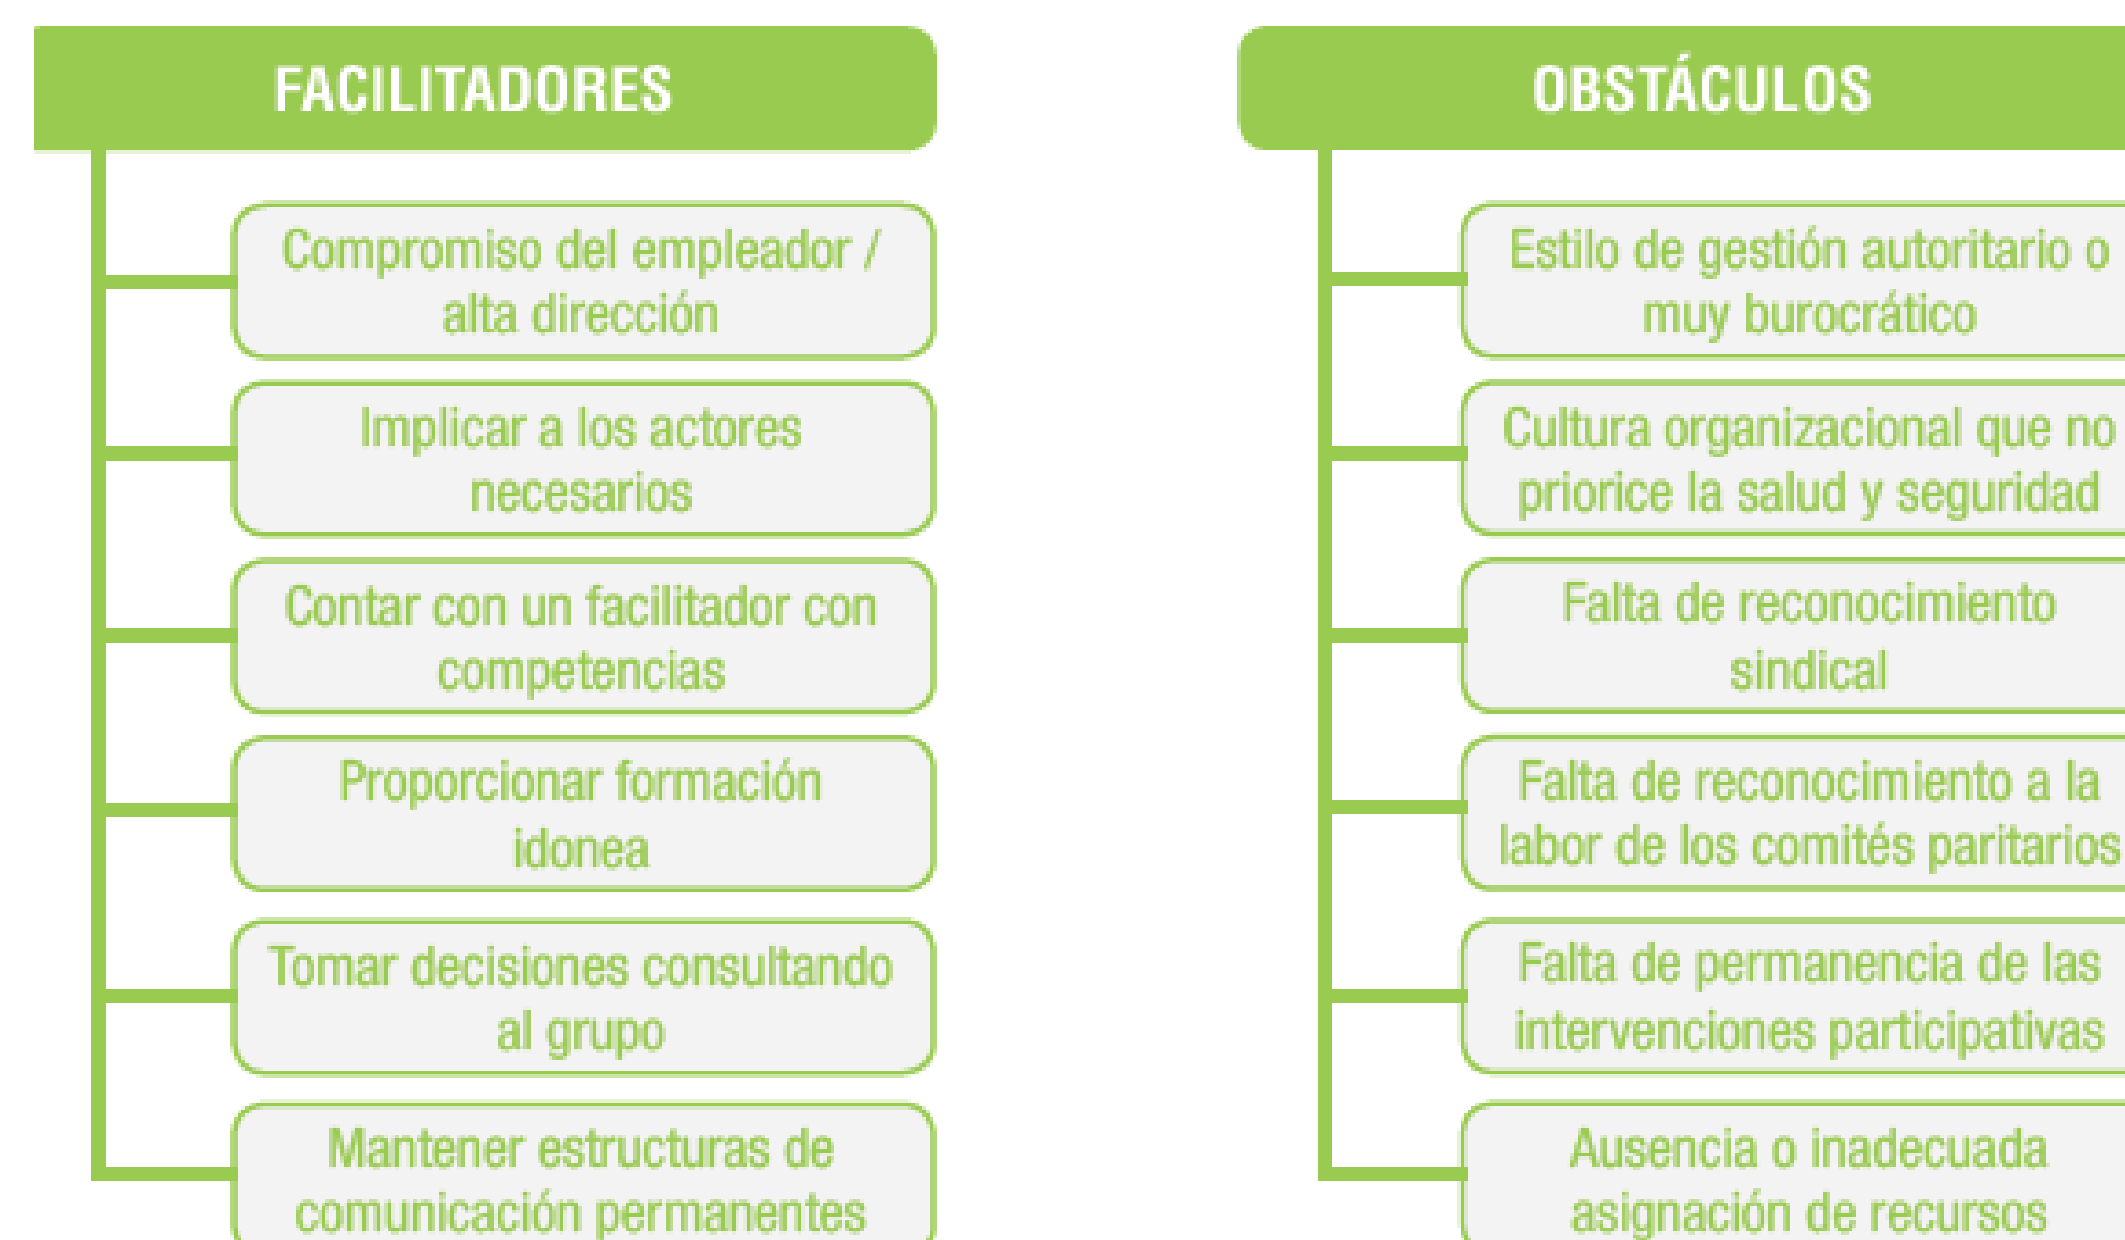 FACILITADORES
Compromiso del empleador /
alta dirección
Implicar a los actores
necesarios
Contar con un facilitador con
competencias
Proporcionar formación
idonea
Tomar decisiones consultando
al grupo
Mantener estructuras de
comunicación permanentes
OBSTÁCULOS
Estilo de gestión autoritario o
muy burocrático
Cultura organizacional que no
priorice la salud y seguridad
Falta de reconocimiento
sindical
Falta de reconocimiento a la
labor de los comités paritarios
Falta de permanencia de las
intervenciones participativas
Ausencia o inadecuada
asignación de recursos